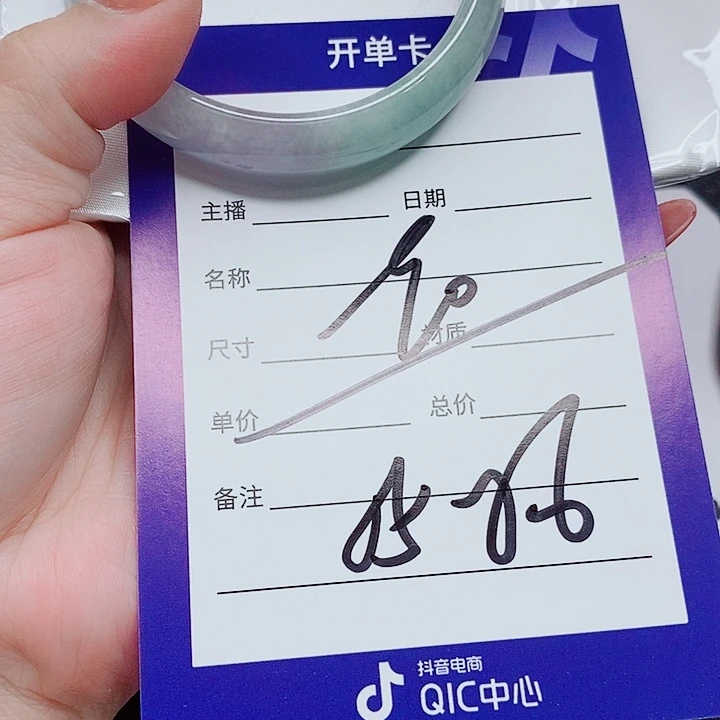 开单卡
主播 日期
名称
尺寸 材质
单价 总价
备注
抖音电商
QIC中心